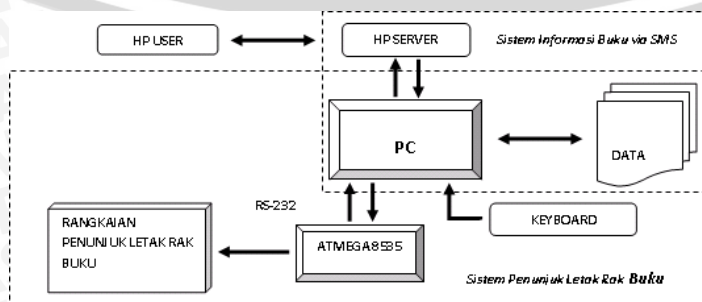 HP USER
HP SERVER
Sistem Informasi Buku via SMS
PC
DATA
RS-232
KEYBOARD
RANGKAIAN
PENUNJUK LETAK RAK
BUKU
ATMEGA8535
Sistem Penunjuk Letak Rak Buku